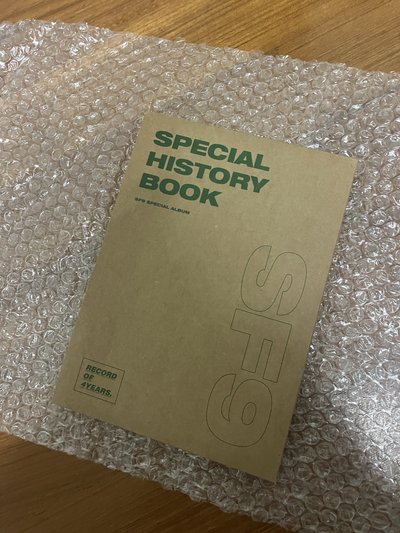 SPECIAL
HISTORY
BOOK
SF9 SPECIAL ALBUM
SF9
RECORD
OF
4YEARS.